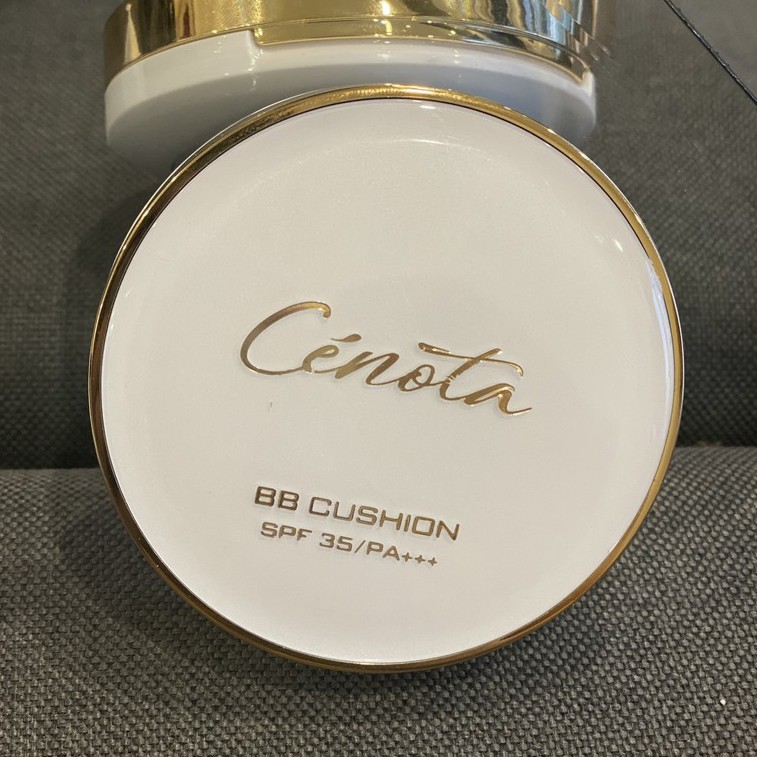 Cénota
BB CUSHION
SPF 35/PA+++